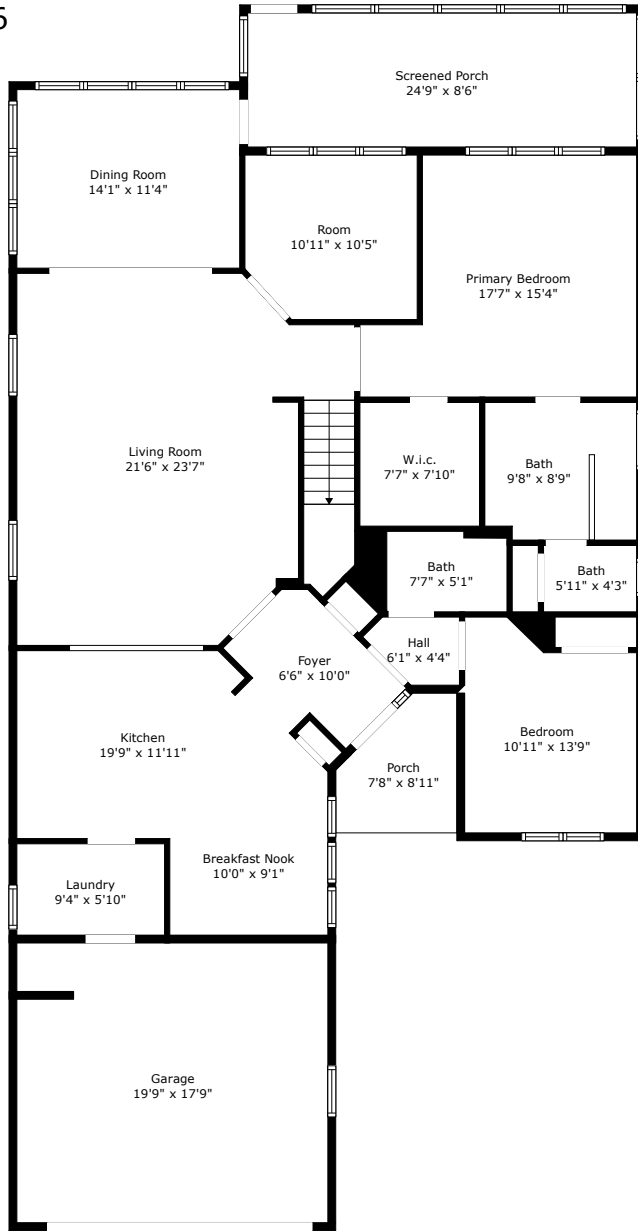 6
Screened Porch
24'9" x 8'6"
Dining Room
14'1" x 11'4"
Room
10'11" x 10'5"
Primary Bedroom
17'7" x 15'4"
Living Room
21'6" x 23'7"
W.i.c.
7'7" x 7'10"
Bath
9'8" x 8'9"
Bath
7'7" x 5'1"
Bath
5'11" x 4'3"
Hall
6'1" x 4'4"
Foyer
6'6" x 10'0"
Kitchen
19'9" x 11'11"
Bedroom
10'11" x 13'9"
Porch
7'8" x 8'11"
Breakfast Nook
10'0" x 9'1"
Laundry
9'4" x 5'10"
Garage
19'9" x 17'9"